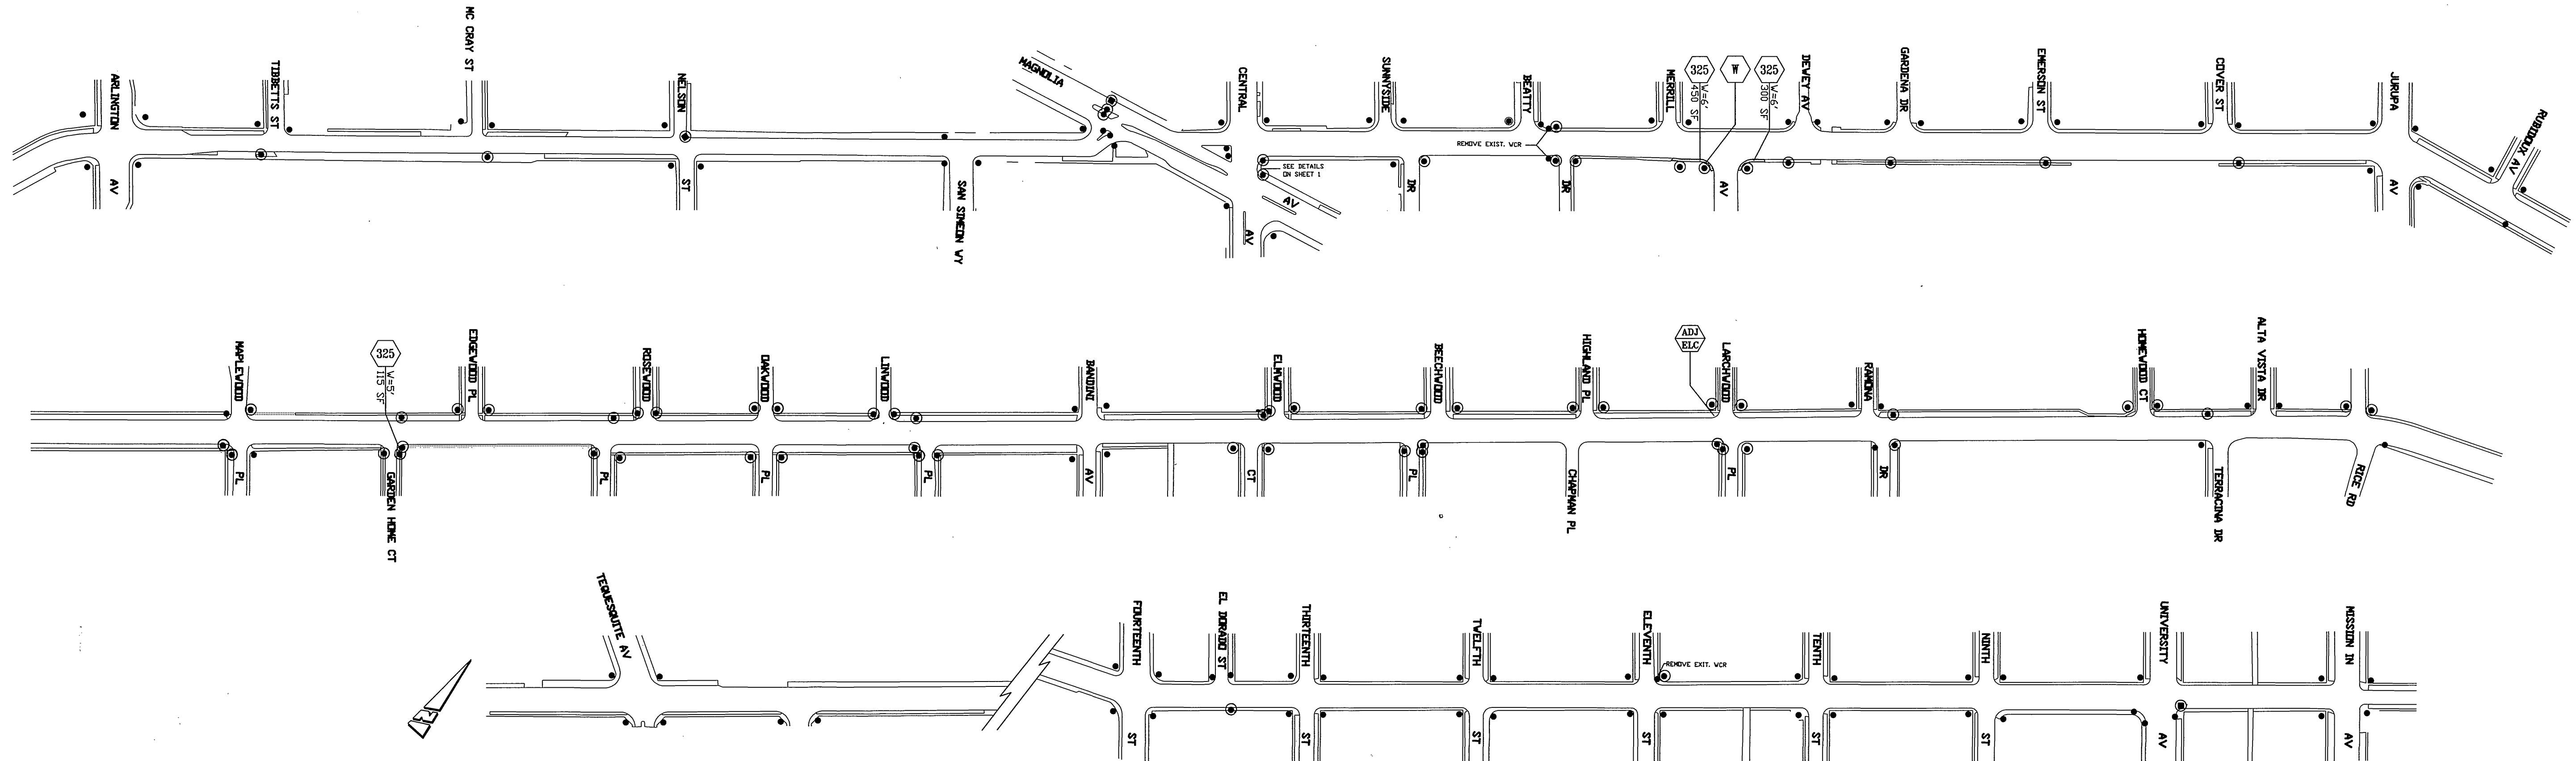 MC CRAY ST
ARLINGTON
TIBBETTS ST
NELSON
MAGNOLIA
CENTRAL
SUNNYSIDE
BEATTY
MERRILL
325
W=6'
450 SF
W
325
W=6'
300 SF
DEWEY AV
GARDENA DR
EMERSON ST
COVER ST
JURUPA
RUBIDOUX AV
REMOVE EXIST. WCR
SEE DETAILS
ON SHEET 1
AV
ST
SAN SIMEON WY
AV
AV
DR
DR
AV
AV
MAPLEWOOD
325
W=5'
115 SF
EDGEWOOD PL
ROSEWOOD
OAKWOOD
LINWOOD
BANDINI
ELMWOOD
BEECHWOOD
HIGHLAND PL
ADJ
ELC
LARCHWOOD
RAMONA
HOMEWOOD CT
ALTA VISTA DR
PL
GARDEN HOME CT
PL
PL
PL
AV
CT
PL
CHAPMAN PL
PL
DR
TERRACINA DR
RICE RD
TEQUESQUITE AV
FOURTEENTH
EL DORADO ST
THIRTEENTH
TWELFTH
ELEVENTH
REMOVE EXIT. WCR
TENTH
NINTH
UNIVERSITY
MISSION IN
ST
ST
ST
ST
ST
ST
AV
AV